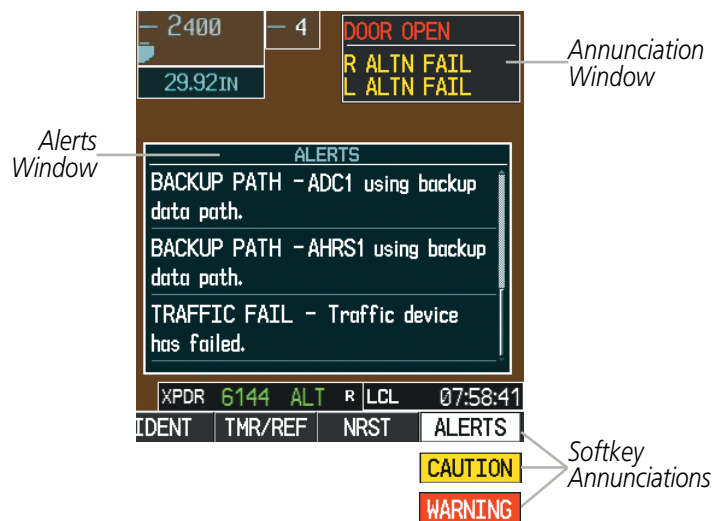 2400
4
29.92IN
DOOR OPEN
R ALTN FAIL
L ALTN FAIL
Annunciation
Window
Alerts
Window
ALERTS
BACKUP PATH - ADC1 using backup
data path.
BACKUP PATH - AHRS1 using backup
data path.
TRAFFIC FAIL - Traffic device
has failed.
XPDR 6144 ALT R LCL 07:58:41
IDENT TMR/REF NRST ALERTS
CAUTION
WARNING
Softkey
Annunciations